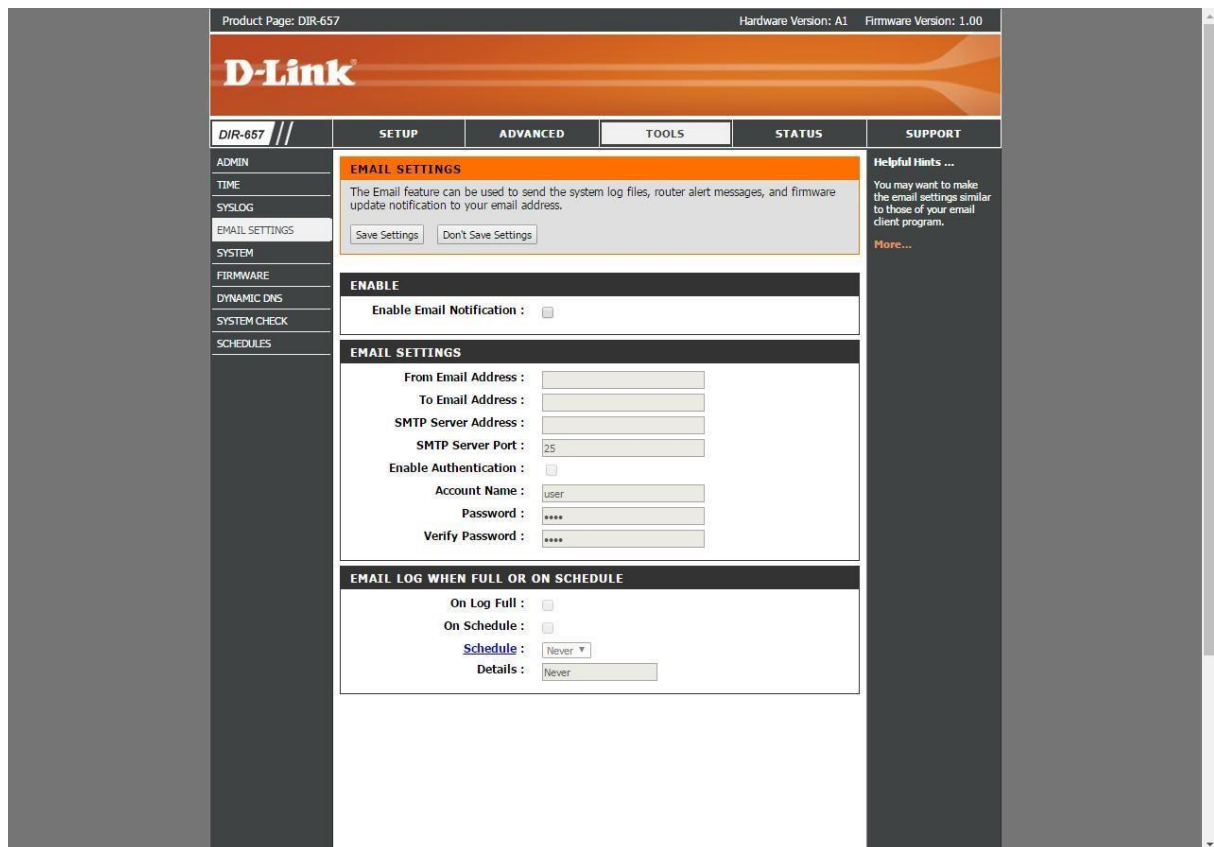 Product Page: DIR-657 Hardware Version: A1 Firmware Version: 1.00
D-Link
DIR-657 // SETUP ADVANCED TOOLS STATUS SUPPORT
ADMIN
TIME
SYSLOG
EMAIL SETTINGS
SYSTEM
FIRMWARE
DYNAMIC DNS
SYSTEM CHECK
SCHEDULES
EMAIL SETTINGS
The Email feature can be used to send the system log files, router alert messages, and firmware
update notification to your email address.
Save Settings Don't Save Settings
ENABLE
Enable Email Notification :
EMAIL SETTINGS
From Email Address :
To Email Address :
SMTP Server Address :
SMTP Server Port : 25
Enable Authentication :
Account Name : user
Password : ••••
Verify Password : ••••
EMAIL LOG WHEN FULL OR ON SCHEDULE
On Log Full :
On Schedule :
Schedule : Never
Details : Never
Helpful Hints ...
You may want to make
the email settings similar
to those of your email
client program.
More...